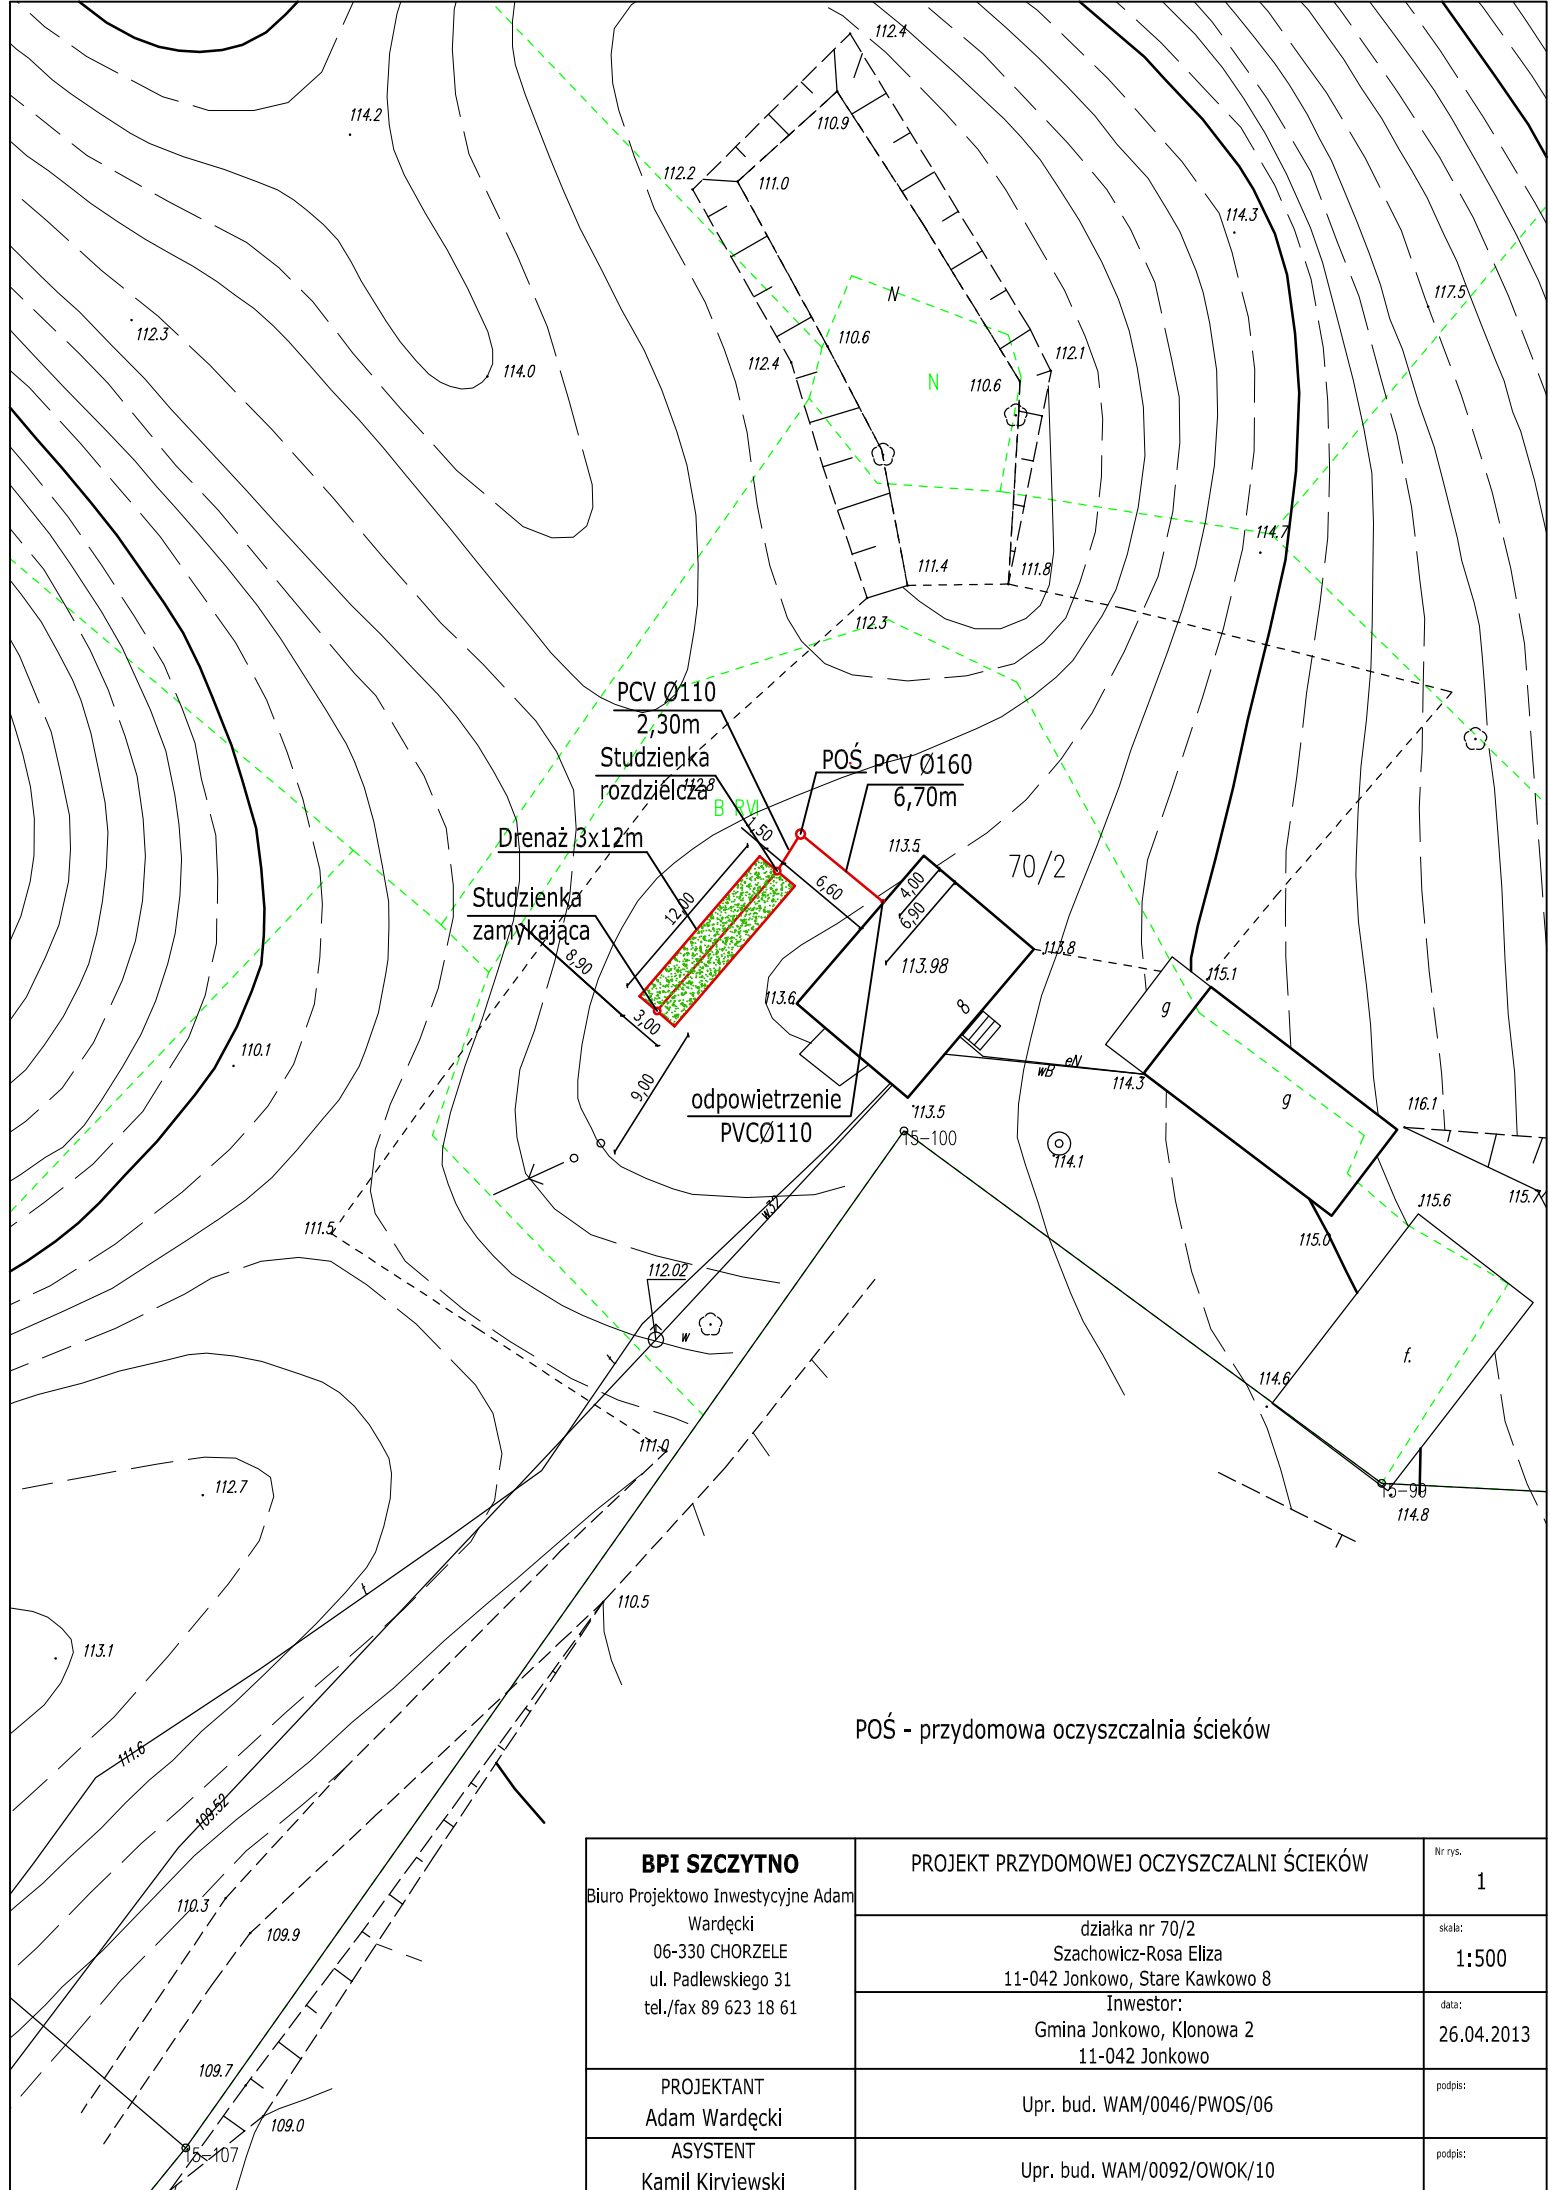 112.4
114.2
110.9
112.2
111.0
114.3
N
117.5
112.3
110.6
112.4
112.1
114.0
N
110.6
114.7
111.4
111.8
112.3
PCV Ø110
2,30m
Studzienka
rozdzielcza
112.8
POŚ
PCV Ø160
6,70m
B RVI
1,50
Drenaż 3x12m
113.5
70/2
6,60
4,00
6,90
12,00
Studzienka
zamykająca
8,90
113.98
113.8
115.1
113.6
3,00
8
g
110.1
eN
wB
114.3
9,00
odpowietrzenie
PVCØ110
g
113.5
116.1
15-100
114.1
115.7
115.6
w32
111.5
115.0
112.02
w
f.
t
114.6
111.0
112.7
15-99
114.8
t
110.5
113.1
POŚ - przydomowa oczyszczalnia ścieków
111.6
109.52
110.3
109.9
109.7
109.0
15-107
BPI SZCZYTNO
Biuro Projektowo Inwestycyjne Adam
Wardęcki
06-330 CHORZELE
ul. Padlewskiego 31
tel./fax 89 623 18 61
PROJEKT PRZYDOMOWEJ OCZYSZCZALNI ŚCIEKÓW
Nr rys.
1
działka nr 70/2
Szachowicz-Rosa Eliza
11-042 Jonkowo, Stare Kawkowo 8
skala:
1:500
Inwestor:
Gmina Jonkowo, Klonowa 2
11-042 Jonkowo
data:
26.04.2013
PROJEKTANT
Adam Wardęcki
Upr. bud. WAM/0046/PWOS/06
podpis:
ASYSTENT
Kamil Kiryjewski
Upr. bud. WAM/0092/OWOK/10
podpis: